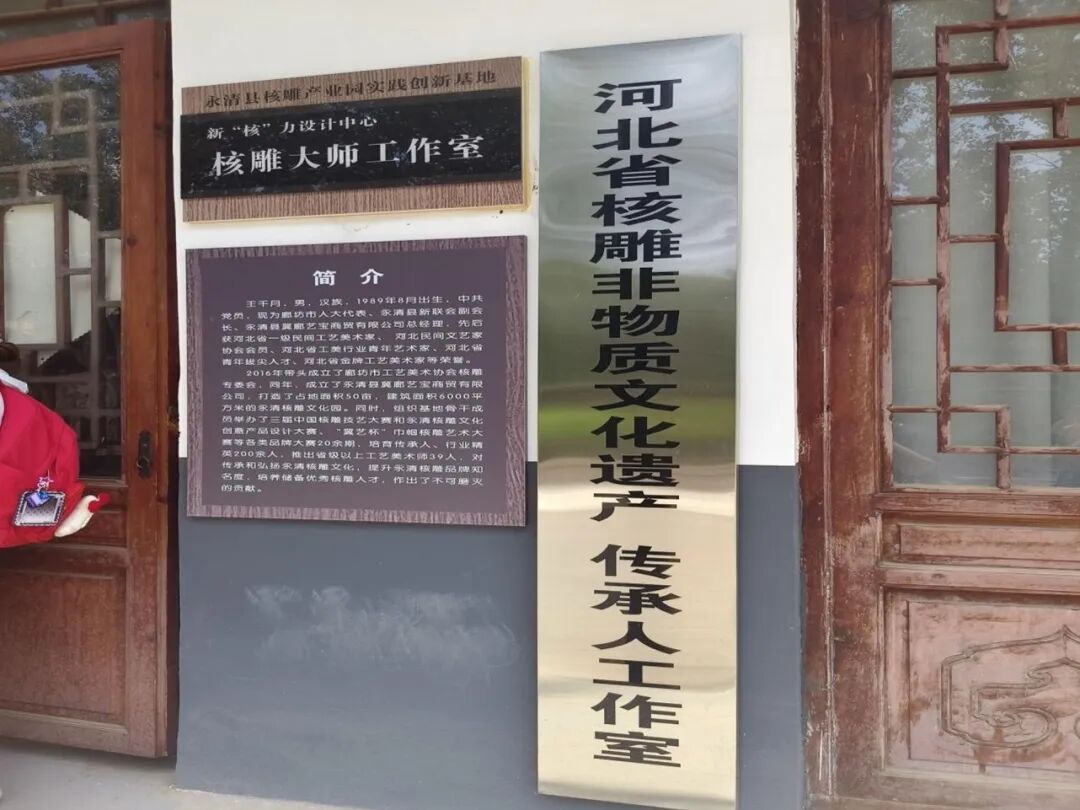 永清县核雕产业园实践创新基地
新“核”力设计中心
核雕大师工作室
简 介
王千月，男，汉族，1989年8月出生，中共
党员，现为廊坊市人大代表、永清县新联会副会
长、永清县冀廊艺宝商贸有限公司总经理，先后
获河北省一级民间工艺美术家、河北民间文艺家
协会会员、河北省工美行业青年艺术家、河北省
青年拔尖人才、河北省金牌工艺美术家等荣誉。
2016年带头成立了廊坊市工艺美术协会核雕
专委会，同年，成立了永清县冀廊艺宝商贸有限
公司，打造了占地面积50亩，建筑面积6000平
方米的永清核雕文化园。同时，组织基地骨干成
员举办了三届中国核雕技艺大赛和永清核雕文化
创意产品设计大赛、“冀艺杯”巾帼核雕艺术大
赛等各类品牌大赛20余期，培育传承人、行业精
英200余人，推出省级以上工艺美术师39人，对
传承和弘扬永清核雕文化，提升永清核雕品牌知
名度，培养储备优秀核雕人才，作出了不可磨灭
的贡献。
河北省核雕非物质文化遗产 传承人工作室